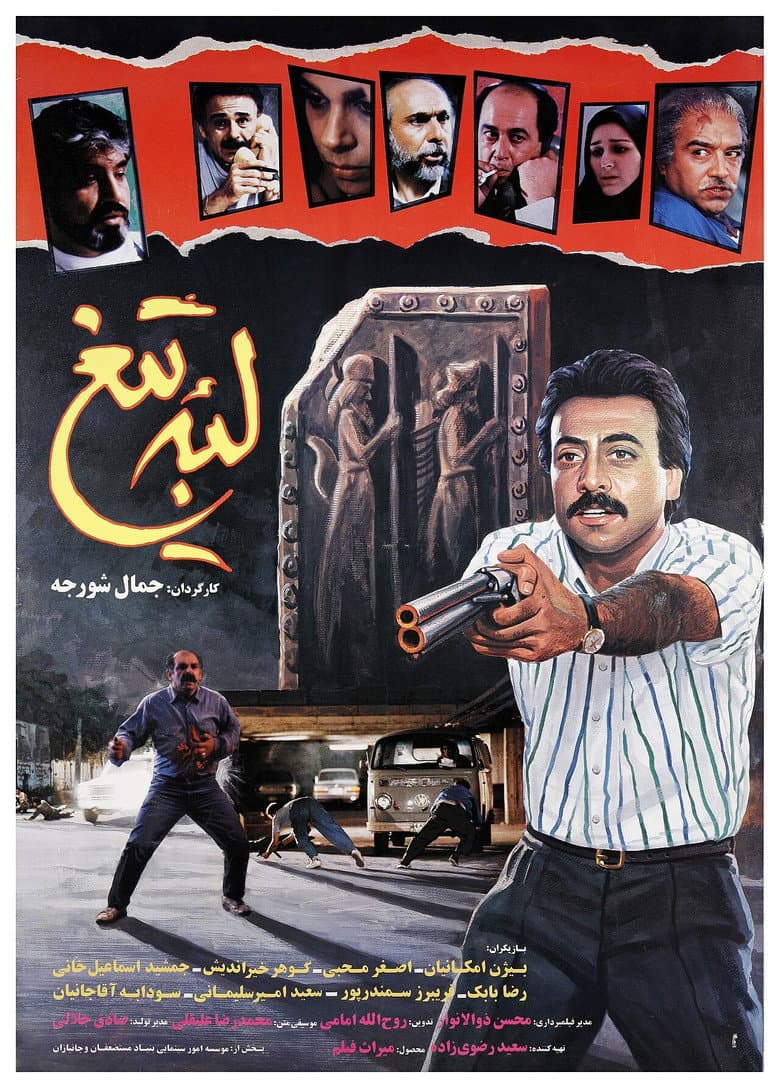 لبهٔ تیغ
کارگردان: جمال شورجه
بازیگران:
بیژن امکانیان ـ اصغر محبی ـ گوهر خیراندیش ـ جمشید اسماعیل خانی
رضا بابک ـ فریبرز سمندرپور ـ سعید امیرسلیمانی ـ سودابه آقاجانیان
مدیر فیلمبرداری: محسن ذوالانوار تدوین: روح‌الله امامی موسیقی متن: محمدرضا علیقلی مدیر تولید: صادق جلالی
تهیه کننده: سعید رضوی‌زاده محصول: میراث فیلم پخش از: موسسه امور سینمایی بنیاد مستضعفان و جانبازان